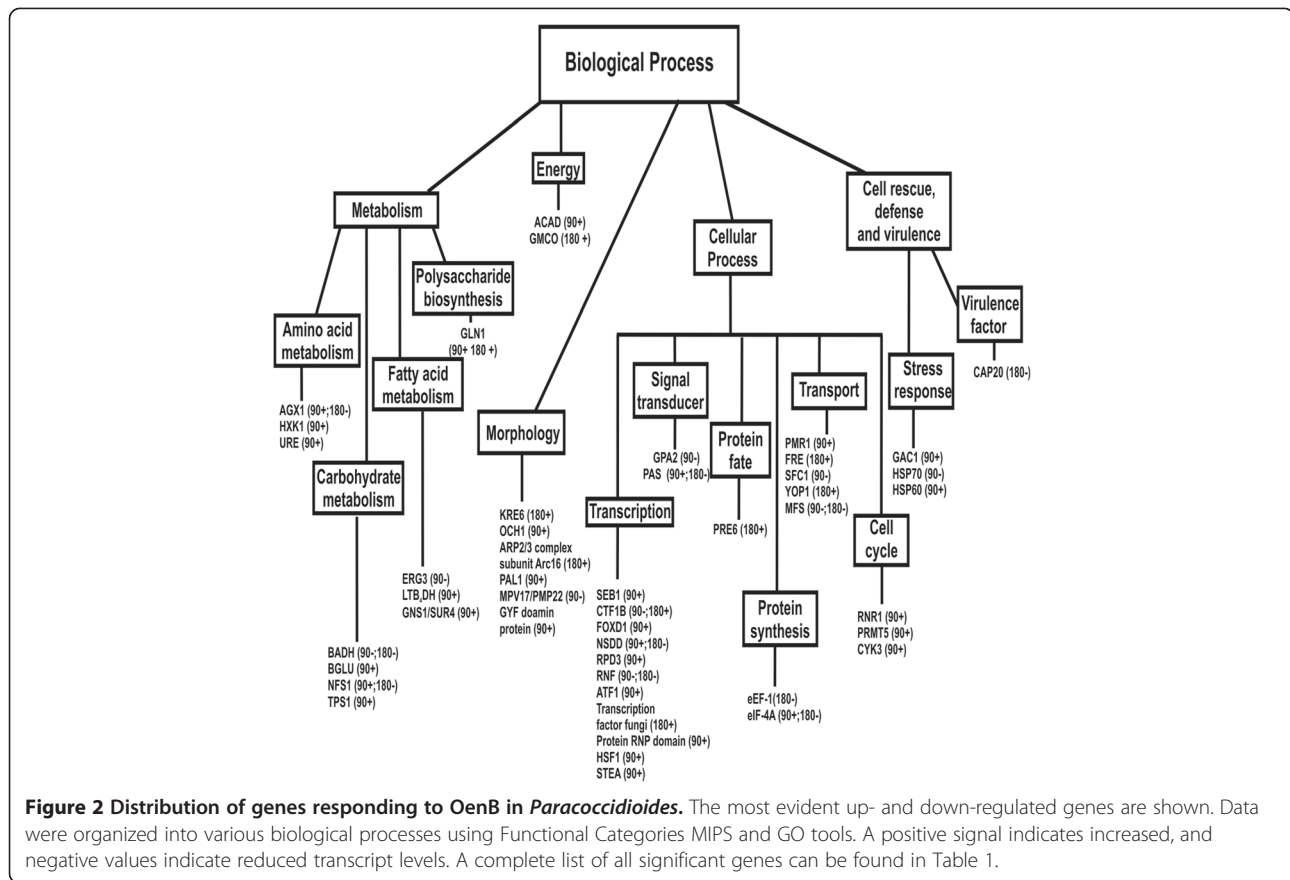 Biological Process
Energy
ACAD (90+)
GMCO (180 +)
Metabolism
Cellular
Process
Cell rescue,
defense
and virulence
Polysaccharide
biosynthesis
GLN1
(90+ 180 +)
Amino acid
metabolism
AGX1 (90+;180-)
HXK1 (90+)
URE (90+)
Fatty acid
metabolism
ERG3 (90-)
LTB,DH (90+)
GNS1/SUR4 (90+)
Carbohydrate
metabolism
BADH (90-;180-)
BGLU (90+)
NFS1 (90+;180-)
TPS1 (90+)
Morphology
KRE6 (180+)
OCH1 (90+)
ARP2/3 complex
subunit Arc16 (180+)
PAL1 (90+)
MPV17/PMP22 (90-)
GYF doamin
protein (90+)
Transcription
SEB1 (90+)
CTF1B (90-;180+)
FOXD1 (90+)
NSDD (90+;180-)
RPD3 (90+)
RNF (90-;180-)
ATF1 (90+)
Transcription
factor fungi (180+)
Protein RNP domain (90+)
HSF1 (90+)
STEA (90+)
Signal
transducer
GPA2 (90-)
PAS (90+;180-)
Protein
fate
PRE6 (180+)
Protein
synthesis
eEF-1(180-)
eIF-4A (90+;180-)
Transport
PMR1 (90+)
FRE (180+)
SFC1 (90-)
YOP1 (180+)
MFS (90-;180-)
Cell
cycle
RNR1 (90+)
PRMT5 (90+)
CYK3 (90+)
Stress
response
GAC1 (90+)
HSP70 (90-)
HSP60 (90+)
Virulence
factor
CAP20 (180-)
Figure 2 Distribution of genes responding to OenB in Paracoccidioides. The most evident up- and down-regulated genes are shown. Data
were organized into various biological processes using Functional Categories MIPS and GO tools. A positive signal indicates increased, and
negative values indicate reduced transcript levels. A complete list of all significant genes can be found in Table 1.